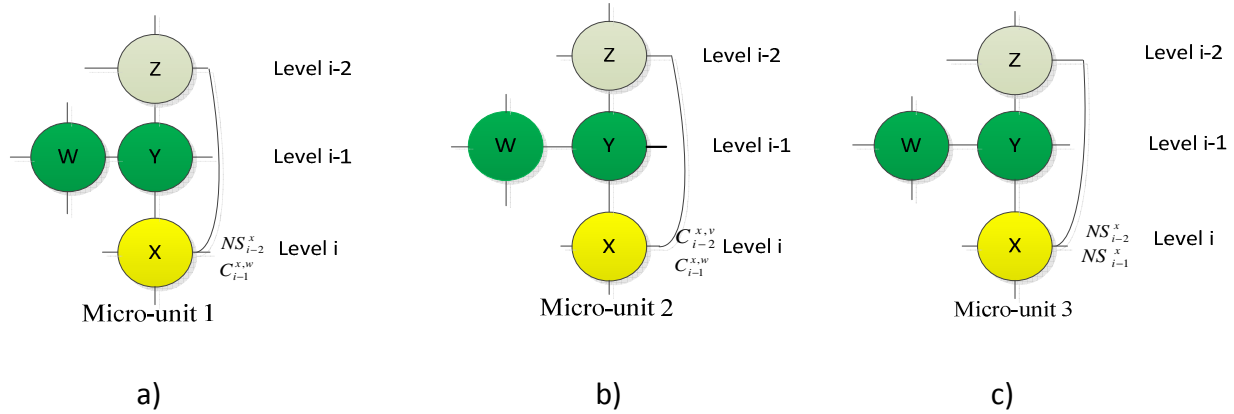 Z
Level i-2
W
Y
Level i-1
X
NS^x_{i-2}
C^{x,w}_{i-1}
Level i
Micro-unit 1
a)
Z
Level i-2
W
Y
Level i-1
X
C^{x,v}_{i-2}
C^{x,w}_{i-1}
Level i
Micro-unit 2
b)
Z
Level i-2
W
Y
Level i-1
X
NS^x_{i-2}
NS^x_{i-1}
Level i
Micro-unit 3
c)